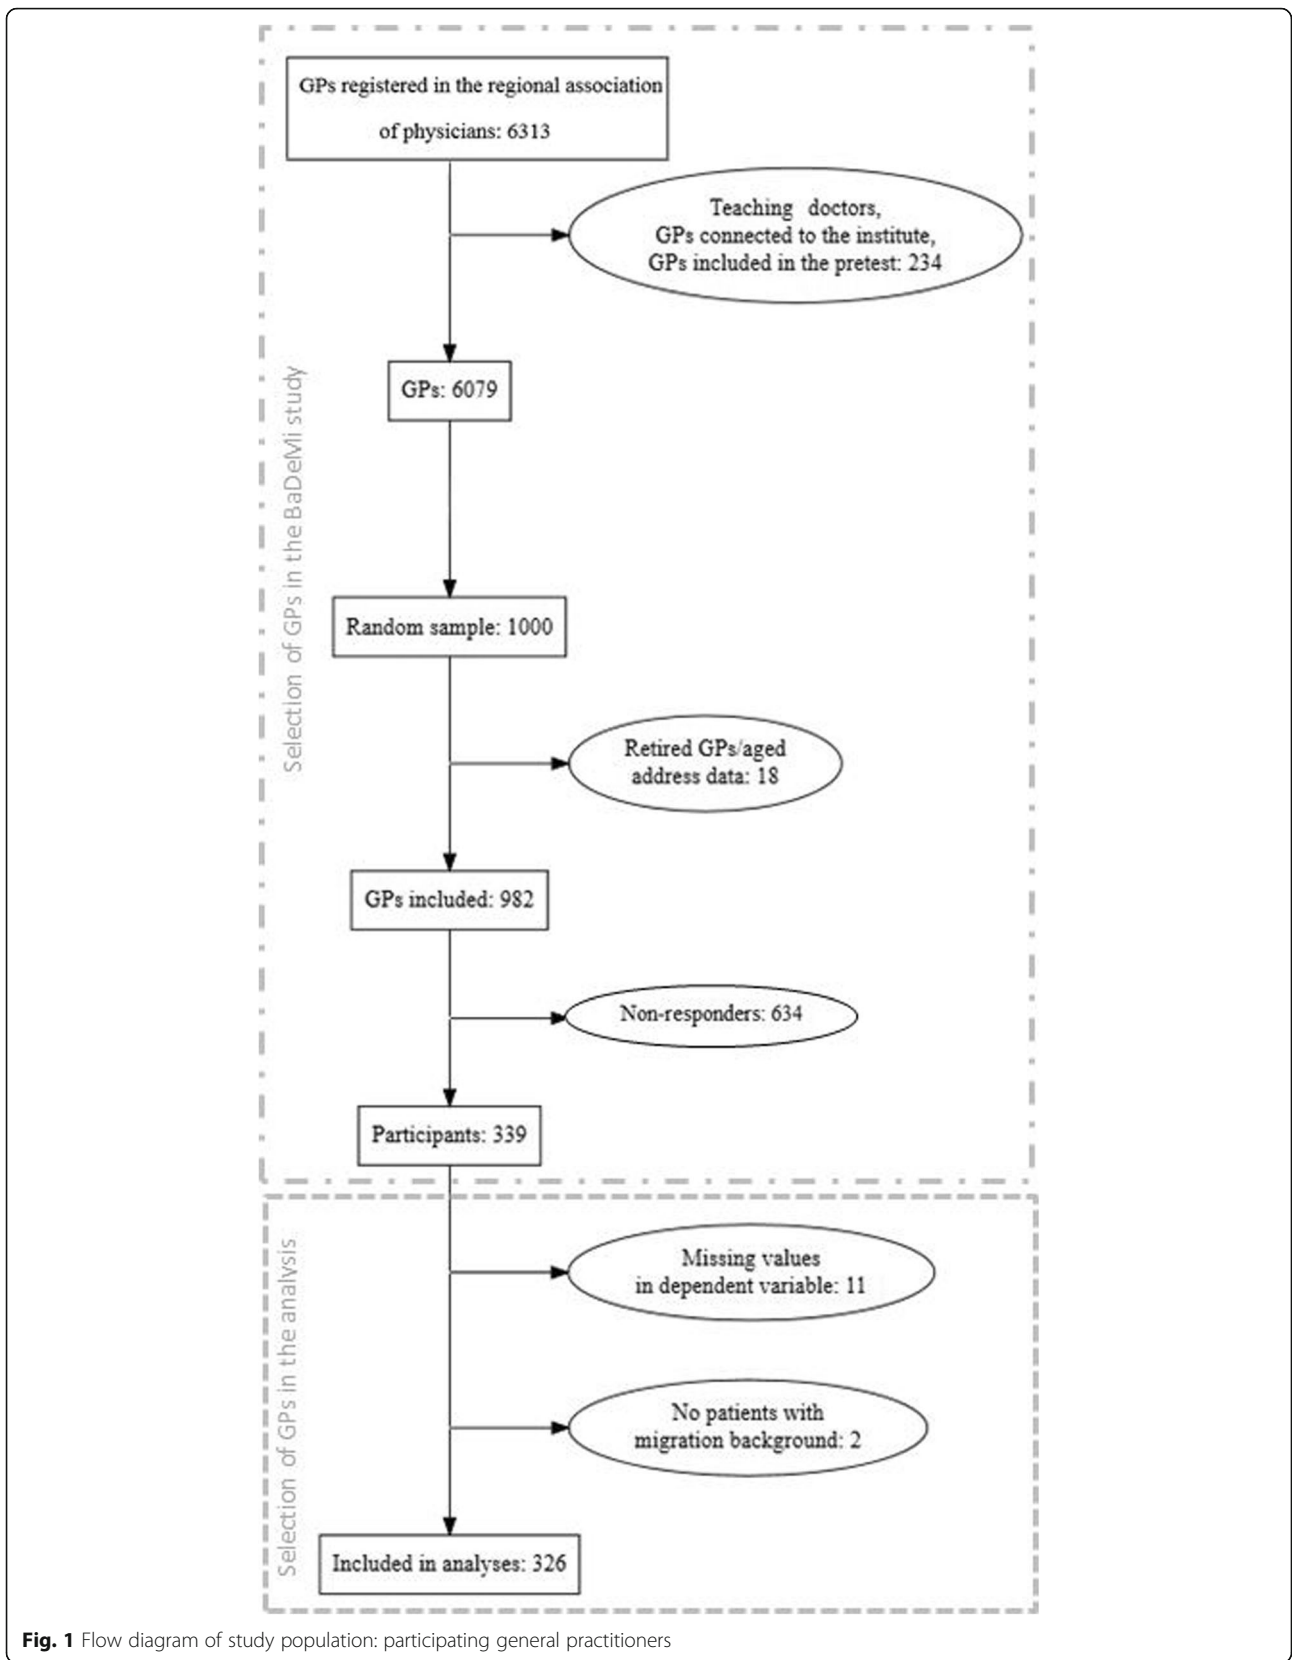 GPs registered in the regional association
of physicians: 6313
Teaching doctors,
GPs connected to the institute,
GPs included in the pretest: 234
GPs: 6079
Selection of GPs in the BaDeMi study
Random sample: 1000
Retired GPs/aged
address data: 18
GPs included: 982
Non-responders: 634
Participants: 339
Selection of GPs in the analysis
Missing values
in dependent variable: 11
No patients with
migration background: 2
Included in analyses: 326
Fig. 1 Flow diagram of study population: participating general practitioners